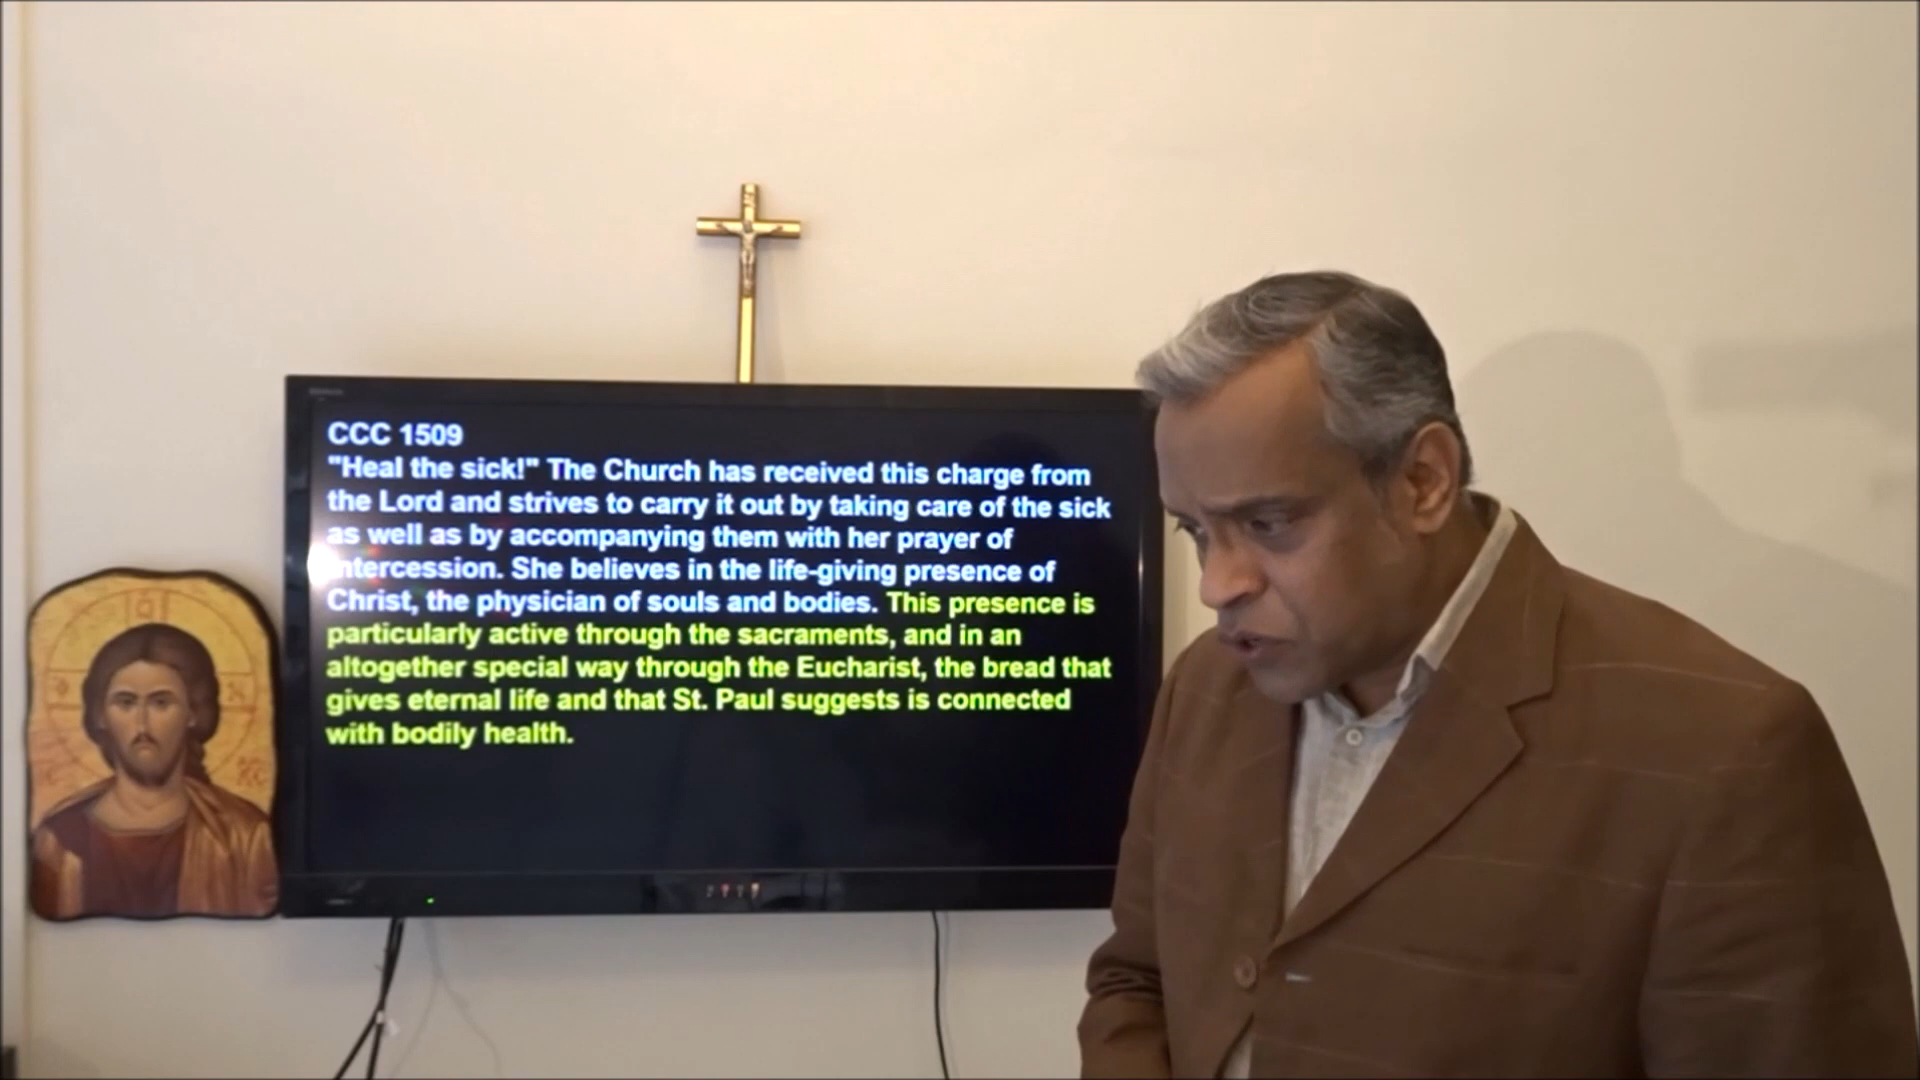 CCC 1509
"Heal the sick!" The Church has received this charge from
the Lord and strives to carry it out by taking care of the sick
as well as by accompanying them with her prayer of
intercession. She believes in the life-giving presence of
Christ, the physician of souls and bodies. This presence is
particularly active through the sacraments, and in an
altogether special way through the Eucharist, the bread that
gives eternal life and that St. Paul suggests is connected
with bodily health.